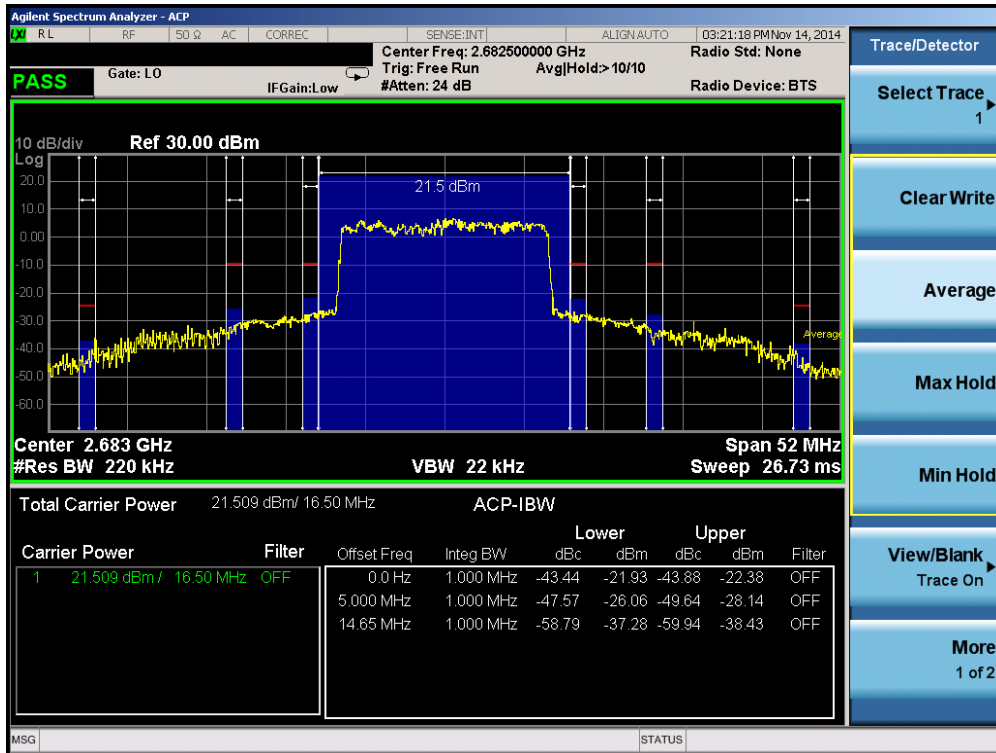 Agilent Spectrum Analyzer - ACP
LXI RL RF 50 Ω AC CORREC SENSE:INT ALIGN AUTO 03:21:18 PM Nov 14, 2014
Center Freq: 2.682500000 GHz Radio Std: None
Trig: Free Run Avg|Hold:> 10/10
PASS Gate: LO IFGain:Low #Atten: 24 dB Radio Device: BTS
10 dB/div Ref 30.00 dBm
Log
21.5 dBm
20.0
10.0
0.00
-10.0
-20.0
-30.0
Average
-40.0
-50.0
-60.0
Center 2.683 GHz Span 52 MHz
#Res BW 220 kHz VBW 22 kHz Sweep 26.73 ms
Total Carrier Power 21.509 dBm/ 16.50 MHz ACP-IBW
Lower Upper
Carrier Power Filter Offset Freq Integ BW dBc dBm dBc dBm Filter
1 21.509 dBm / 16.50 MHz OFF 0.0 Hz 1.000 MHz -43.44 -21.93 -43.88 -22.38 OFF
5.000 MHz 1.000 MHz -47.57 -26.06 -49.64 -28.14 OFF
14.65 MHz 1.000 MHz -58.79 -37.28 -59.94 -38.43 OFF
MSG STATUS
Trace/Detector
Select Trace
1
Clear Write
Average
Max Hold
Min Hold
View/Blank
Trace On
More
1 of 2